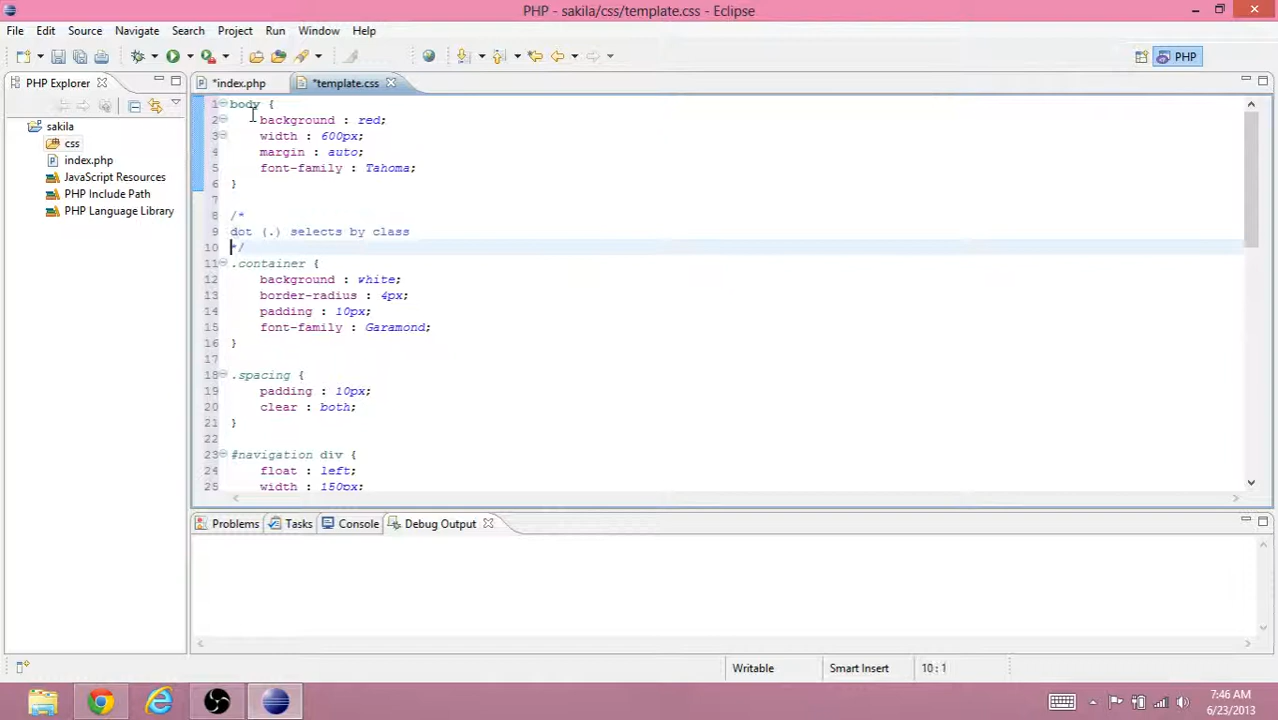 PHP - sakila/css/template.css - Eclipse
File Edit Source Navigate Search Project Run Window Help
PHP
PHP Explorer
*index.php
*template.css
sakila
css
index.php
JavaScript Resources
PHP Include Path
PHP Language Library
1 body {
2 background : red;
3 width : 600px;
4 margin : auto;
5 font-family : Tahoma;
6 }
7
8 /*
9 dot (.) selects by class
10 */
11 .container {
12 background : white;
13 border-radius : 4px;
14 padding : 10px;
15 font-family : Garamond;
16 }
17
18 .spacing {
19 padding : 10px;
20 clear : both;
21 }
22
23 #navigation div {
24 float : left;
25 width : 150px;
Problems Tasks Console Debug Output
Writable Smart Insert 10 : 1
7:46 AM
6/23/2013